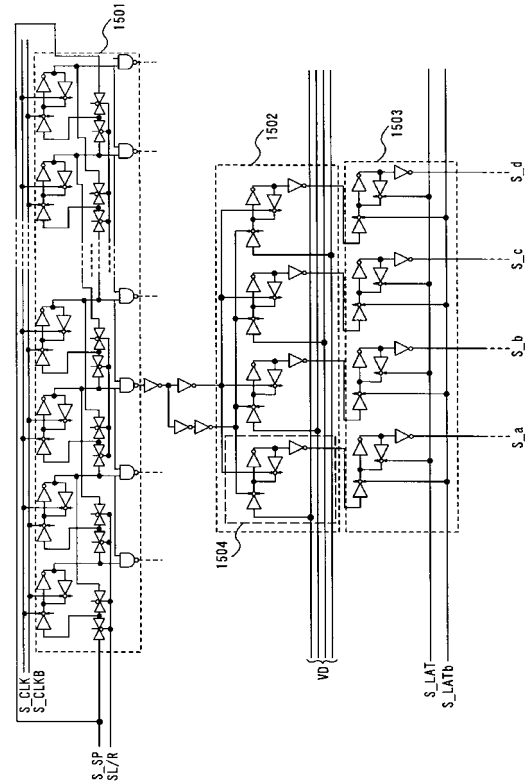 1501
S_CLK
S_CLKB
S_SP
SL/R
1502
1504
VD
1503
S_LAT
S_LATb
S_a
S_b
S_c
S_d